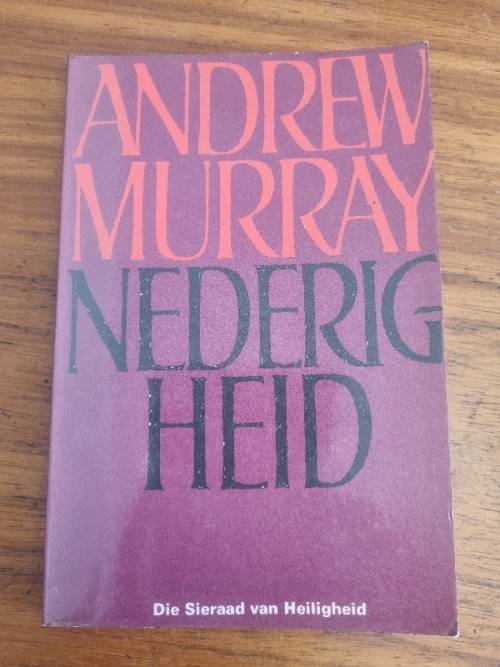 ANDREW
MURRAY
NEDERIG-
HEID
Die Sieraad van Heiligheid